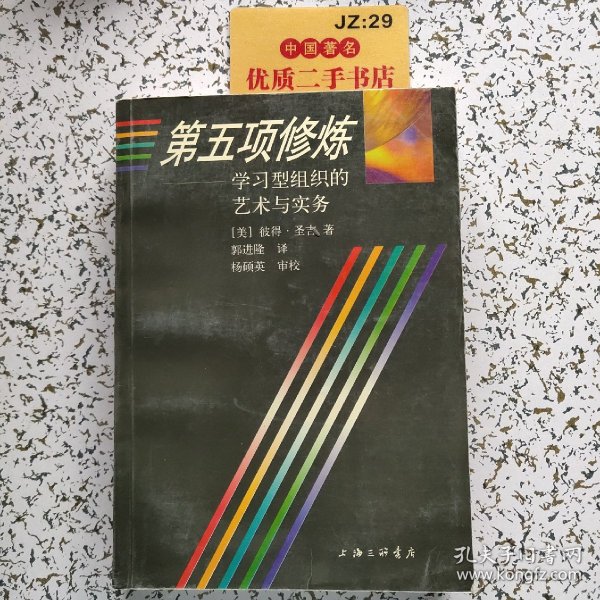 JZ:29
中国著名
优质二手书店
第五项修炼
学习型组织的
艺术与实务
[美] 彼得·圣吉 著
郭进隆 译
杨硕英 审校
上海三联书店
孔夫子旧书网
www.kongfz.com